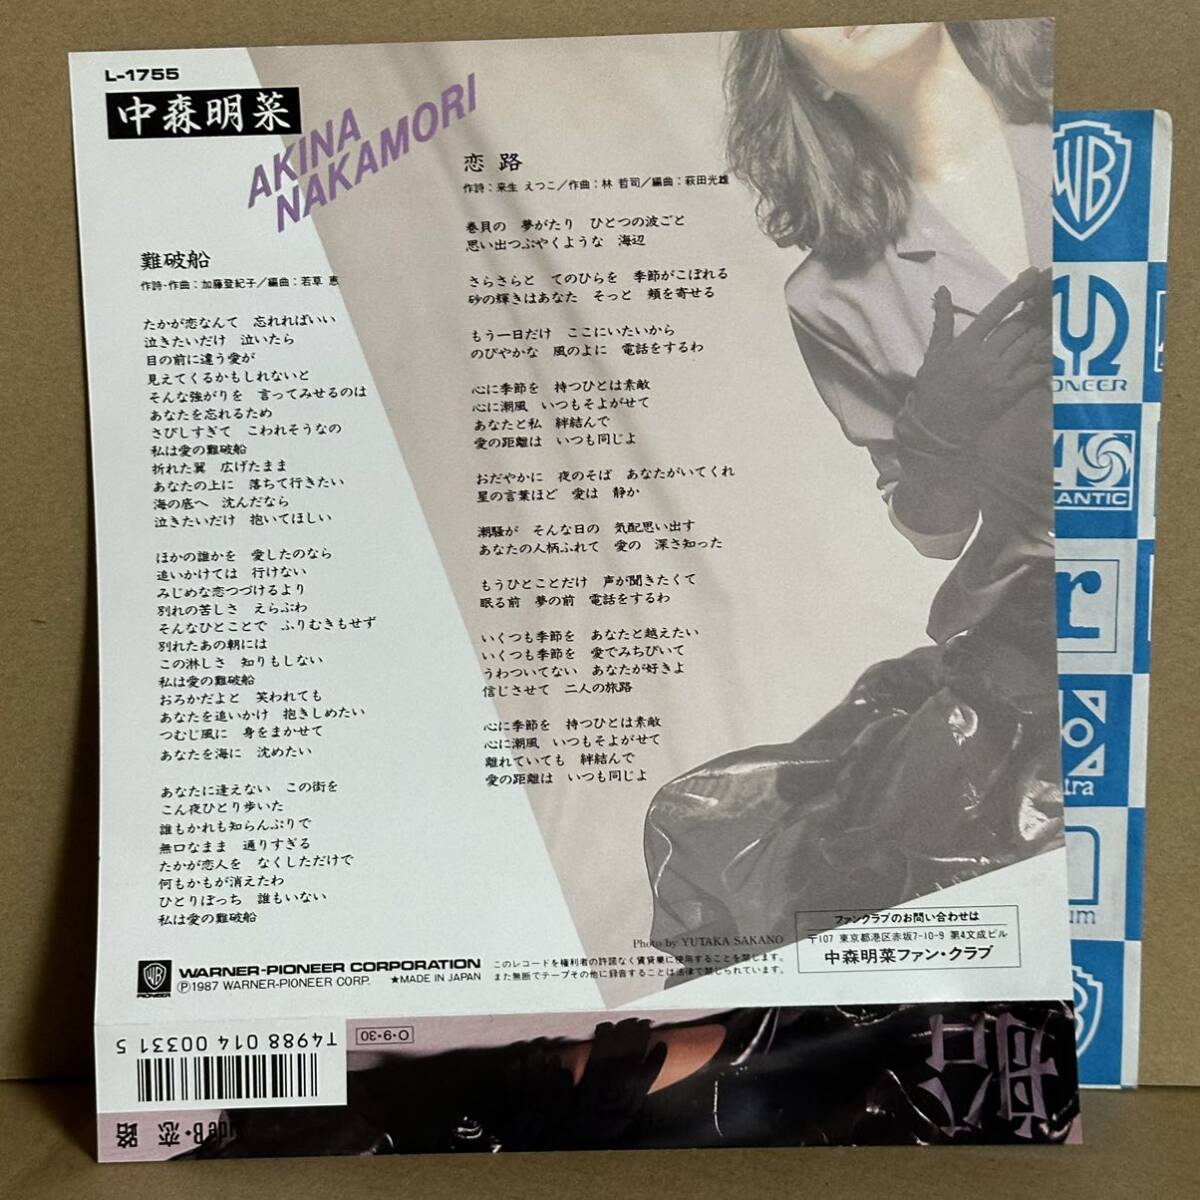 L-1755
中森明菜
AKINA
NAKAMORI
難破船
作詩・作曲：加藤登紀子／編曲：若草 恵
たかが恋なんて　忘れればいい
泣きたいだけ　泣いたら
目の前に違う愛が
見えてくるかもしれないと
そんな強がりを　言ってみせるのは
あなたを忘れるため
さびしすぎて　こわれそうなの
私は愛の難破船
折れた翼　広げたまま
あなたの上に　落ちて行きたい
海の底へ　沈んだなら
泣きたいだけ　抱いてほしい
ほかの誰かを　愛したのなら
追いかけては　行けない
みじめな恋つづけるより
別れの苦しさ　えらぶわ
そんなひとことで　ふりむきもせず
別れたあの朝には
この淋しさ　知りもしない
私は愛の難破船
おろかだよと　笑われても
あなたを追いかけ　抱きしめたい
つむじ風に　身をまかせて
あなたを海に　沈めたい
あなたに逢えない　この街を
こん夜ひとり歩いた
誰もかれも知らんぷりで
無口なまま　通りすぎる
たかが恋人を　なくしただけで
何もかもが消えたわ
ひとりぼっち　誰もいない
私は愛の難破船
恋路
作詩：来生 えつこ／作曲：林 哲司／編曲：萩田光雄
巻貝の　夢がたり　ひとつの波ごと
思い出つぶやくような　海辺
さらさらと　てのひらを　季節がこぼれる
砂の輝きはあなた　そっと　頬を寄せる
もう一日だけ　ここにいたいから
のびやかな　風のよに　電話をするわ
心に季節を　持つひとは素敵
心に潮風　いつもそよがせて
あなたと私　絆結んで
愛の距離は　いつも同じよ
おだやかに　夜のそば　あなたがいてくれ
星の言葉ほど　愛は　静か
潮騒が　そんな日の　気配思い出す
あなたの人柄ふれて　愛の　深さ知った
もうひとことだけ　声が聞きたくて
眠る前　夢の前　電話をするわ
いくつも季節を　あなたと越えたい
いくつも季節を　愛でみちびいて
うわついてない　あなたが好きよ
信じさせて　二人の旅路
心に季節を　持つひとは素敵
心に潮風　いつもそよがせて
離れていても　絆結んで
愛の距離は　いつも同じよ
Photo by YUTAKA SAKANO
ファンクラブのお問い合わせは
〒107 東京都港区赤坂7-10-9 第4文成ビル
中森明菜ファン・クラブ
WB
PIONEER
WARNER-PIONEER CORPORATION
Ⓟ1987 WARNER-PIONEER CORP.　★MADE IN JAPAN
このレコードを権利者の許諾なく賃貸業に使用することを禁じます。
また無断でテープその他に録音することは法律で禁じられています。
T4988 014 00331 5
O・9・30
ide B・恋路
WB
ONEER
ANTIC
r
tra
um